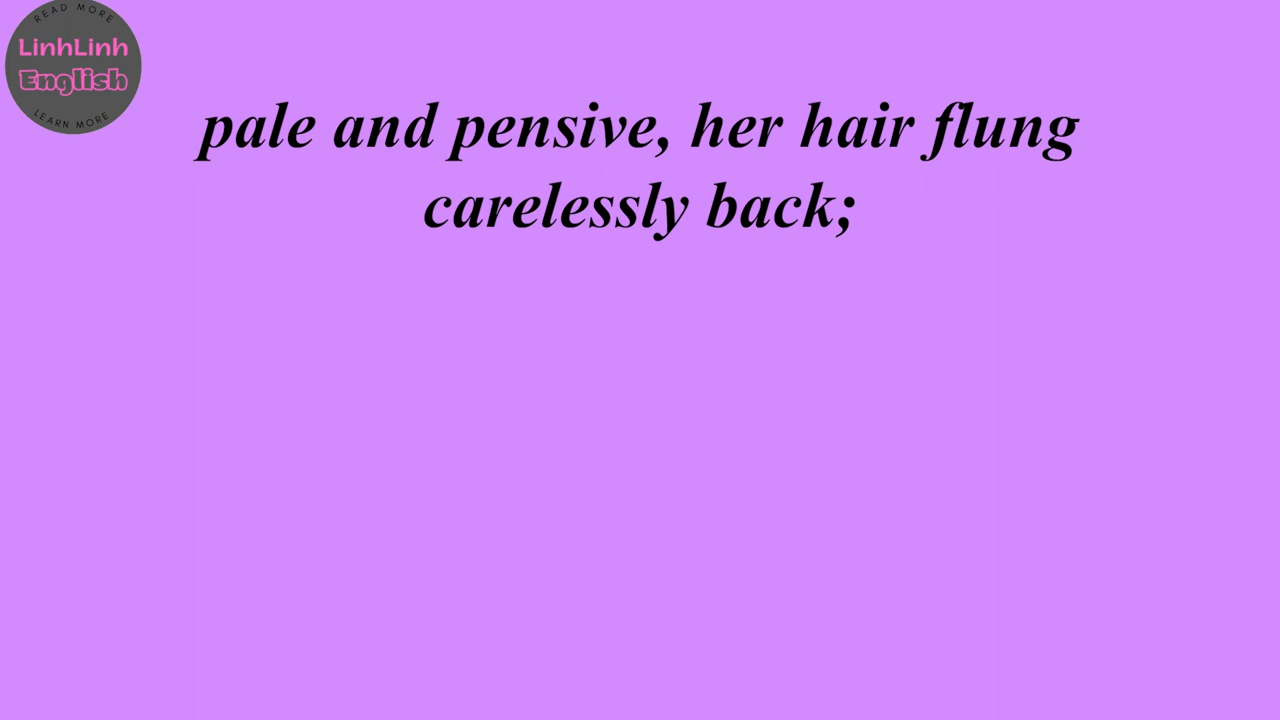 READ MORE
LinhLinh
English
LEARN MORE
pale and pensive, her hair flung
carelessly back;